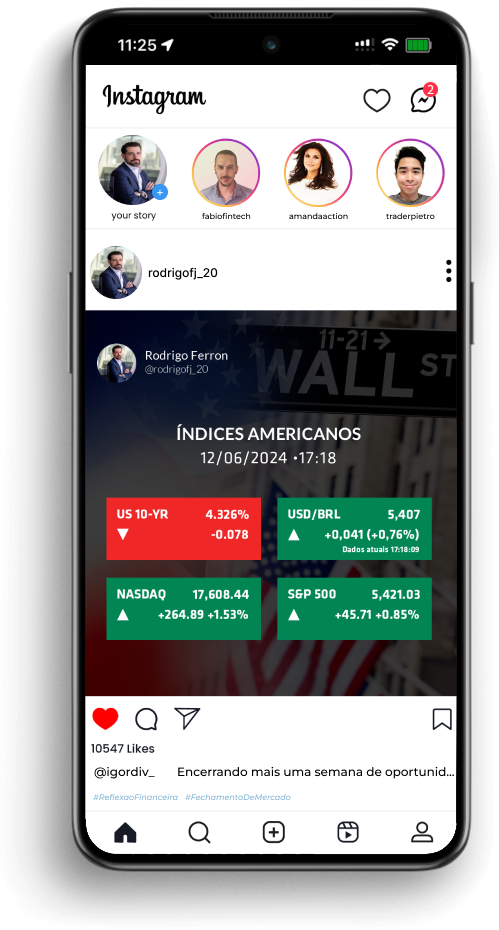 11:25
Instagram
2
your story
fabiofintech
amandaaction
traderpietro
rodrigofj_20
11-21 →
WALL ST
Rodrigo Ferron
@rodrigofj_20
ÍNDICES AMERICANOS
12/06/2024 •17:18
US 10-YR 4.326%
▼ -0.078
USD/BRL 5,407
▲ +0,041 (+0,76%)
Dados atuais 17:18:09
NASDAQ 17,608.44
▲ +264.89 +1.53%
S&P 500 5,421.03
▲ +45.71 +0.85%
10547 Likes
@igordiv_ Encerrando mais uma semana de oportunid...
#ReflexaoFinanceira #FechamentoDeMercado